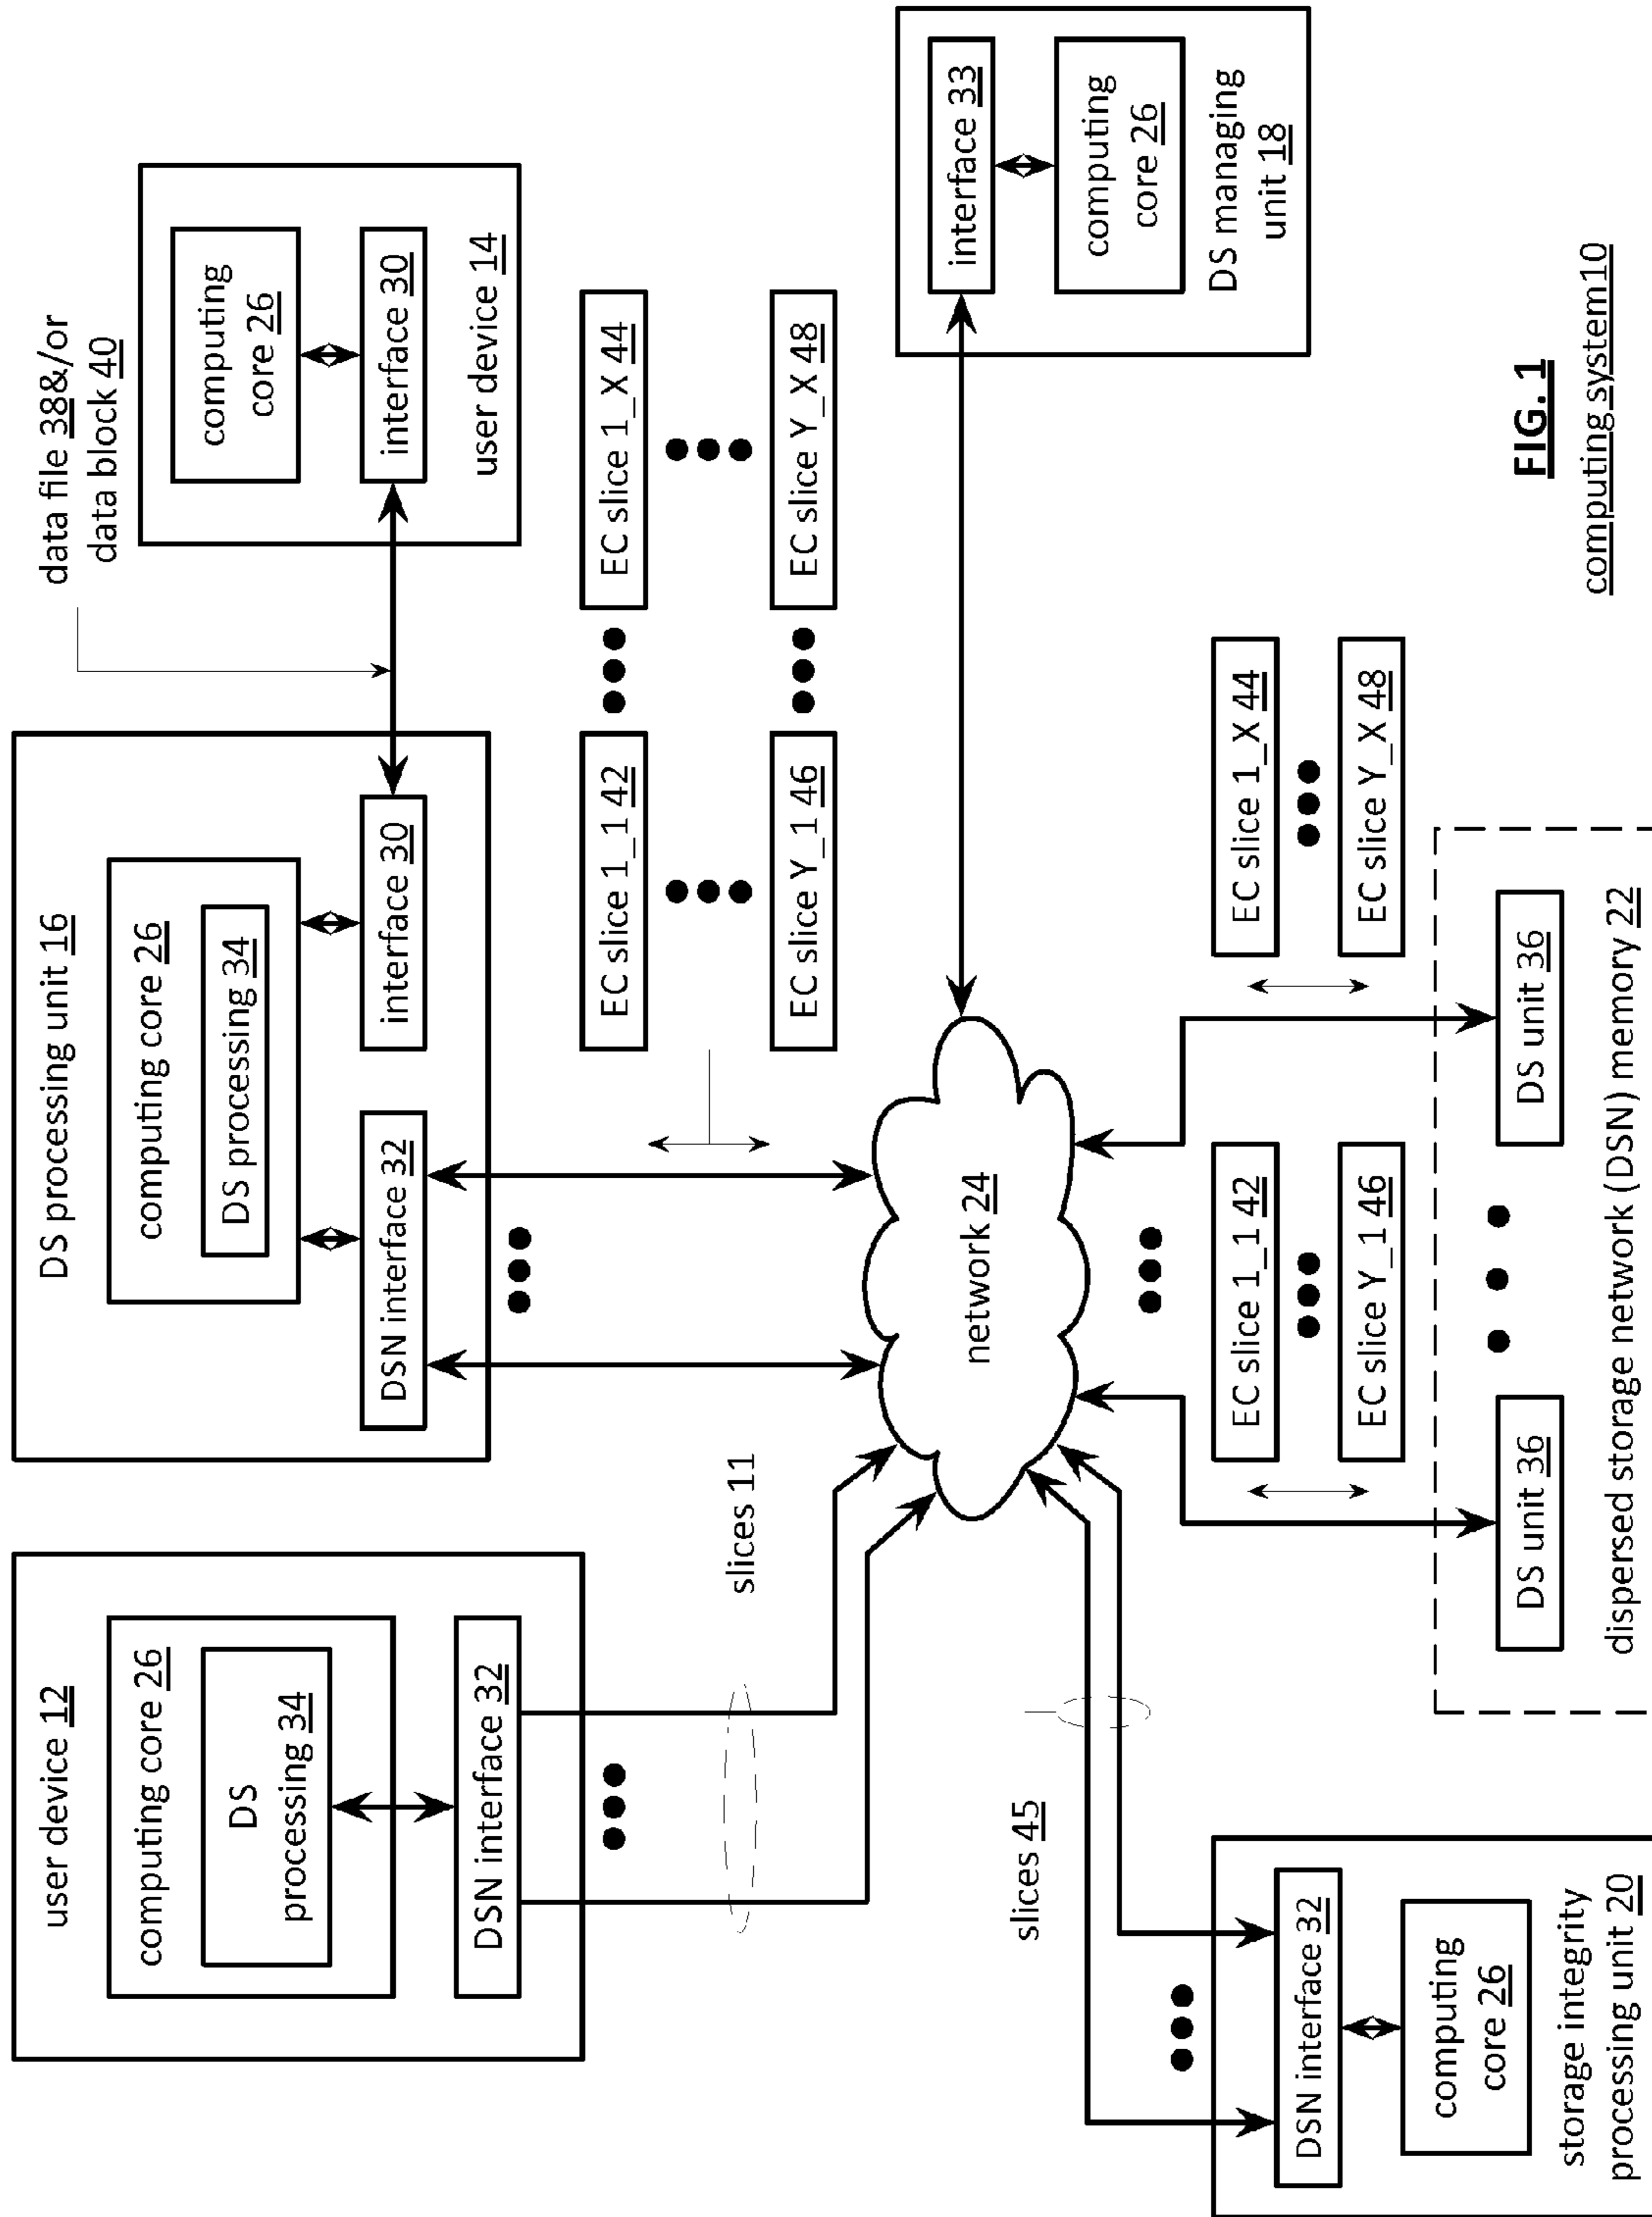 user device 12
computing core 26
DS
processing 34
DSN interface 32
slices 11
DS processing unit 16
computing core 26
DS processing 34
DSN interface 32
interface 30
data file 38&/or
data block 40
computing
core 26
interface 30
user device 14
EC slice 1_1 42
EC slice 1_X 44
EC slice Y_1 46
EC slice Y_X 48
network 24
interface 33
computing
core 26
DS managing
unit 18
slices 45
DSN interface 32
computing
core 26
storage integrity
processing unit 20
EC slice 1_1 42
EC slice Y_1 46
EC slice 1_X 44
EC slice Y_X 48
DS unit 36
DS unit 36
dispersed storage network (DSN) memory 22
FIG. 1
computing system10